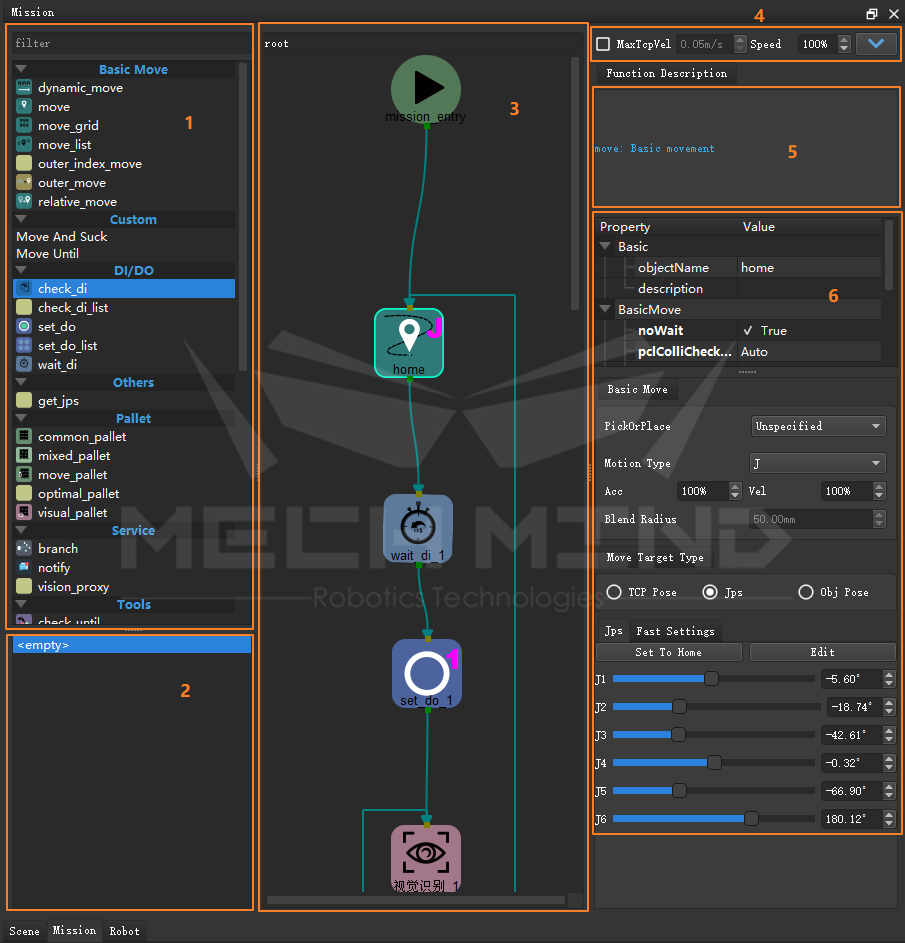 Mission
filter
Basic Move
dynamic_move
move
move_grid
move_list
outer_index_move
outer_move
relative_move
Custom
Move And Suck
Move Until
DI/DO
check_di
check_di_list
set_do
set_do_list
wait_di
Others
get_jps
Pallet
common_pallet
mixed_pallet
move_pallet
optimal_pallet
visual_pallet
Service
branch
notify
vision_proxy
Tools
check_until
1
<empty>
2
root
mission_entry
3
J
home
wait_di_1
1
set_do_1
视觉识别_1
4
MaxTcpVel 0.05m/s Speed 100%
Function Description
move: Basic movement
5
Property Value
Basic
objectName home
description
6
BasicMove
noWait True
pclColliCheck... Auto
Basic Move
PickOrPlace Unspecified
Motion Type J
Acc 100% Vel 100%
Blend Radius 50.00mm
Move Target Type
TCP Pose Jps Obj Pose
Jps Fast Settings
Set To Home Edit
J1 -5.60°
J2 -18.74°
J3 -42.61°
J4 -0.32°
J5 -66.90°
J6 180.12°
MECH MIND
Robotics Technologies
Scene Mission Robot